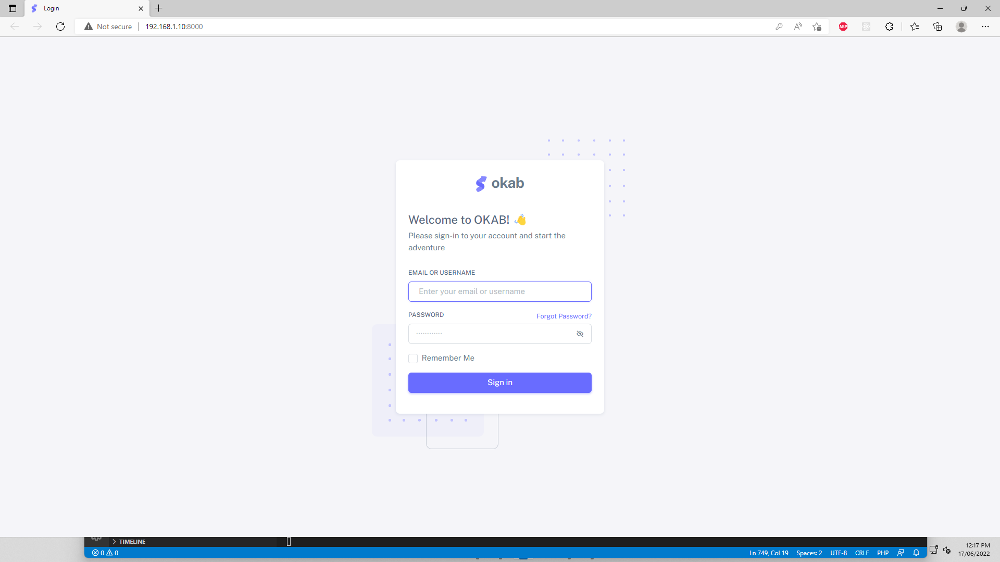 Login
Not secure
192.168.1.10:8000
ABP
okab
Welcome to OKAB! 👋
Please sign-in to your account and start the
adventure
EMAIL OR USERNAME
Enter your email or username
PASSWORD
Forgot Password?
············
Remember Me
Sign in
TIMELINE
0 0
Ln 749, Col 19
Spaces: 2
UTF-8
CRLF
PHP
12:17 PM
17/06/2022